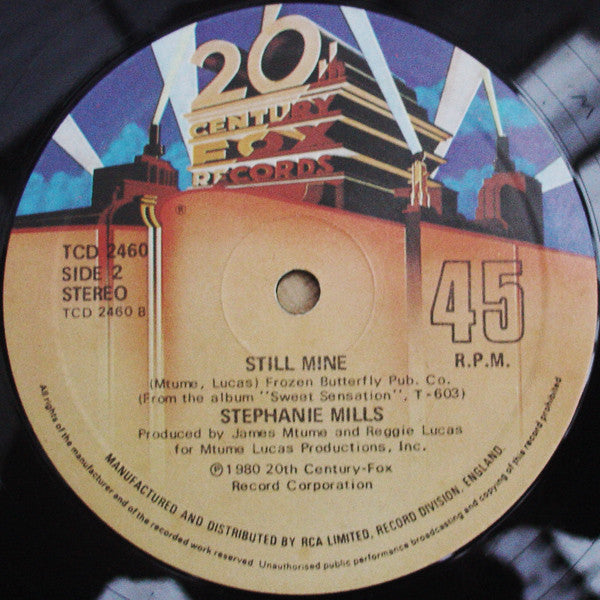 20th
CENTURY
FOX
RECORDS
®
TCD 2460
SIDE 2
STEREO
TCD 2460 B
45
R.P.M.
STILL MINE
(Mtume, Lucas) Frozen Butterfly Pub. Co.
(From the album "Sweet Sensation", T-603)
STEPHANIE MILLS
Produced by James Mtume and Reggie Lucas
for Mtume Lucas Productions, Inc.
℗ 1980 20th Century-Fox
Record Corporation
MANUFACTURED AND DISTRIBUTED BY RCA LIMITED, RECORD DIVISION, ENGLAND
All rights of the manufacturer and of the owner of the recorded work reserved. Unauthorised public performance broadcasting and copying of this record prohibited